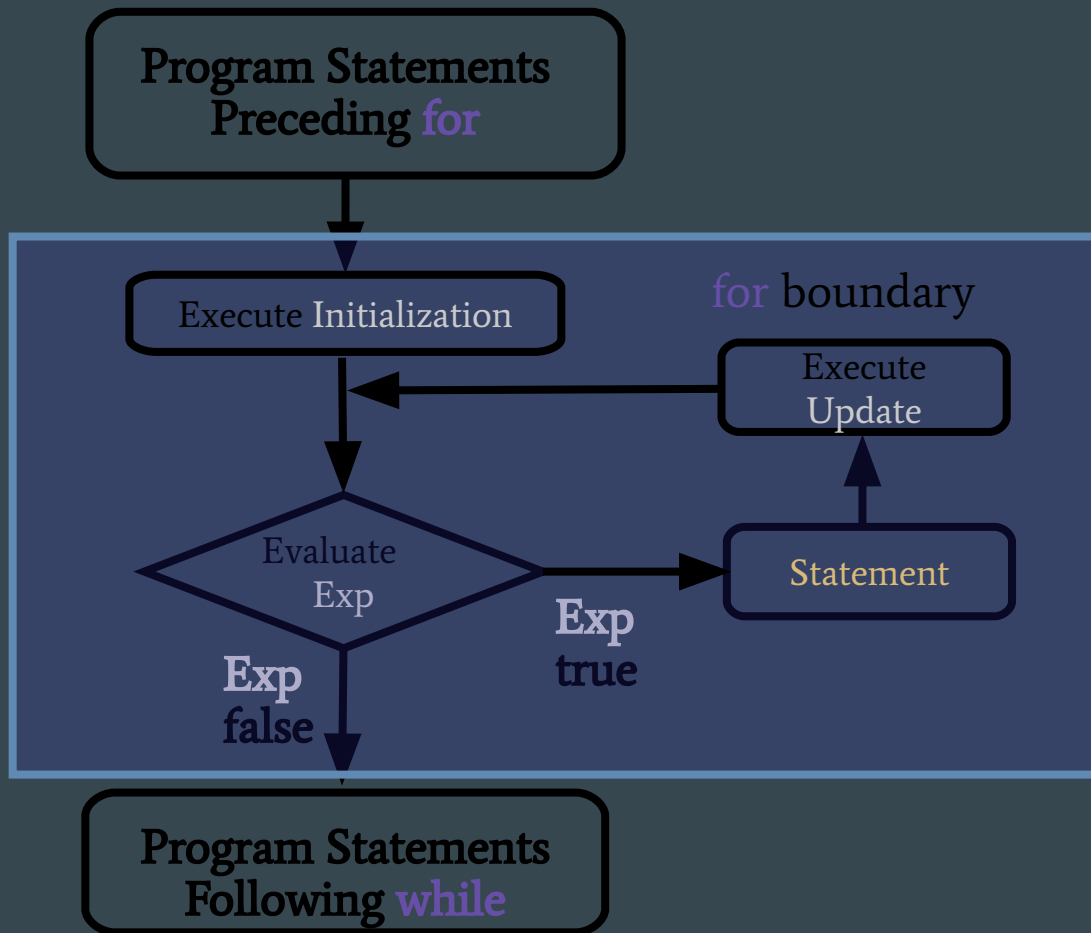 Program Statements
Preceding for
Execute Initialization
for boundary
Execute
Update
Evaluate
Exp
Statement
Exp
true
Exp
false
Program Statements
Following while